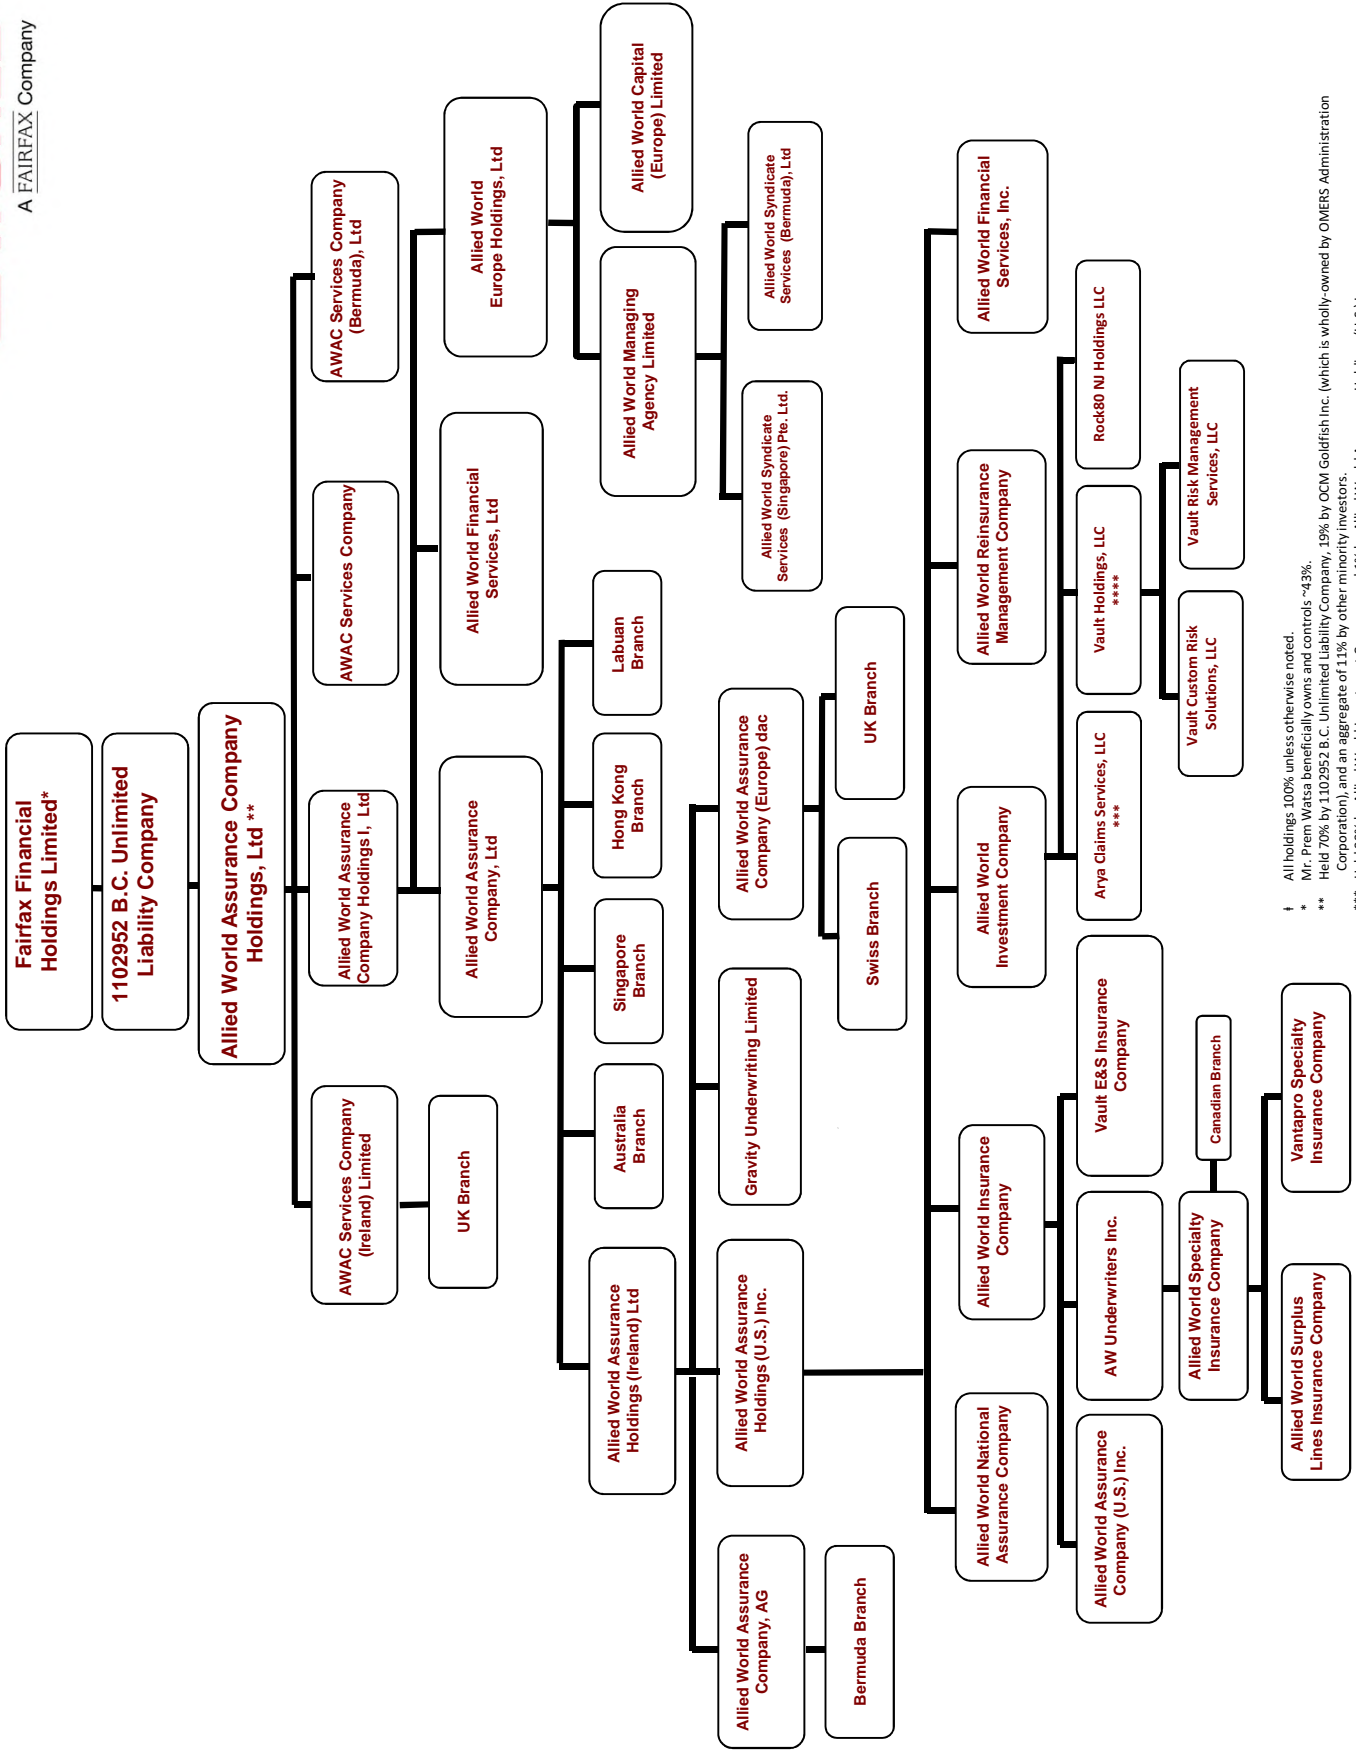 A FAIRFAX Company
Fairfax Financial
Holdings Limited*
1102952 B.C. Unlimited
Liability Company
Allied World Assurance Company
Holdings, Ltd **
AWAC Services Company
(Ireland) Limited
Allied World Assurance
Company Holdings I, Ltd
AWAC Services Company
AWAC Services Company
(Bermuda), Ltd
UK Branch
Allied World Assurance
Company, Ltd
Allied World Financial
Services, Ltd
Allied World
Europe Holdings, Ltd
Allied World Assurance
Holdings (Ireland) Ltd
Australia
Branch
Singapore
Branch
Hong Kong
Branch
Labuan
Branch
Allied World Managing
Agency Limited
Allied World Capital
(Europe) Limited
Allied World Assurance
Company, AG
Allied World Assurance
Holdings (U.S.) Inc.
Gravity Underwriting Limited
Allied World Assurance
Company (Europe) dac
Allied World Syndicate
Services (Singapore) Pte. Ltd.
Allied World Syndicate
Services (Bermuda), Ltd
Bermuda Branch
Swiss Branch
UK Branch
Allied World National
Assurance Company
Allied World Insurance
Company
Allied World
Investment Company
Allied World Reinsurance
Management Company
Allied World Financial
Services, Inc.
Allied World Assurance
Company (U.S.) Inc.
AW Underwriters Inc.
Vault E&S Insurance
Company
Arya Claims Services, LLC
***
Vault Holdings, LLC
****
Rock80 NJ Holdings LLC
Allied World Specialty
Insurance Company
Canadian Branch
Vault Custom Risk
Solutions, LLC
Vault Risk Management
Services, LLC
Allied World Surplus
Lines Insurance Company
Vantapro Specialty
Insurance Company
ǂ All holdings 100% unless otherwise noted.
* Mr. Prem Watsa beneficially owns and controls ~43%.
** Held 70% by 1102952 B.C. Unlimited Liability Company, 19% by OCM Goldfish Inc. (which is wholly-owned by OMERS Administration
Corporation), and an aggregate of 11% by other minority investors.